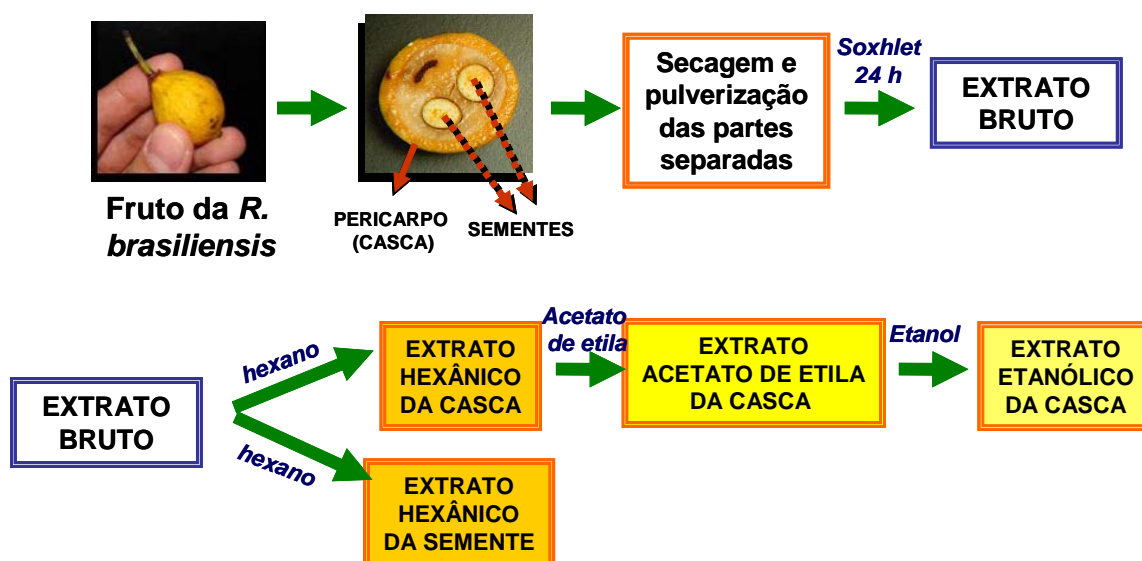 Soxhlet
24 h
Secagem e
pulverização
das partes
separadas
EXTRATO
BRUTO
Fruto da R.
brasiliensis
PERICARPO
(CASCA)
SEMENTES
hexano
Acetato
de etila
Etanol
EXTRATO
BRUTO
EXTRATO
HEXÂNICO
DA CASCA
EXTRATO
ACETATO DE ETILA
DA CASCA
EXTRATO
ETANÓLICO
DA CASCA
hexano
EXTRATO
HEXÂNICO
DA SEMENTE